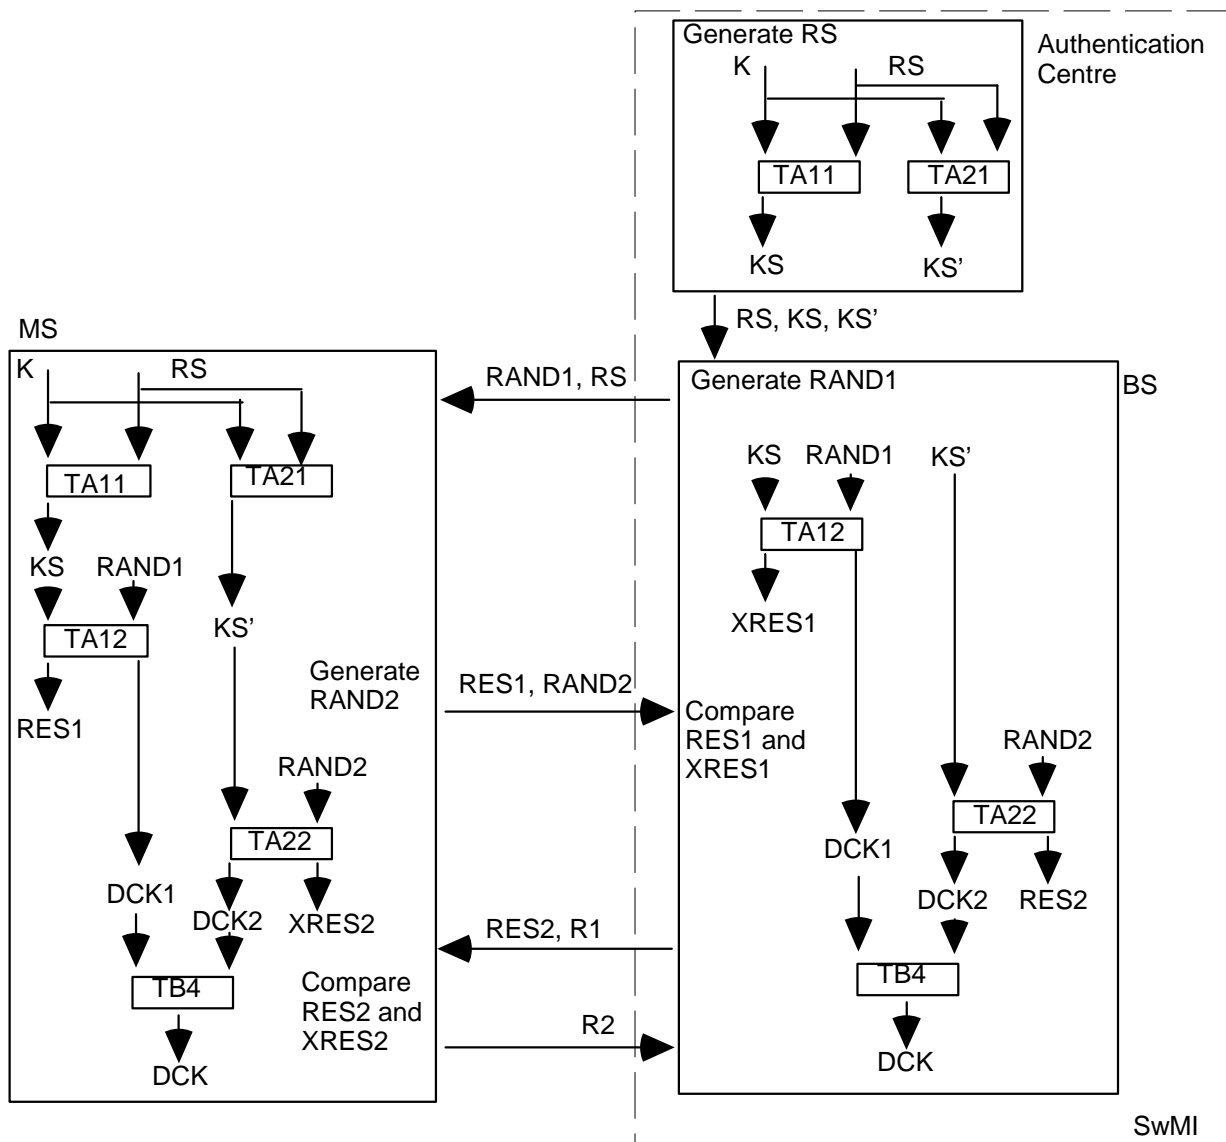 Generate RS
Authentication
Centre
K
RS
TA11
TA21
KS
KS’
RS, KS, KS’
MS
K
RS
TA11
TA21
KS
RAND1
KS’
TA12
RES1
Generate
RAND2
RAND2
TA22
DCK1
DCK2
XRES2
TB4
Compare
RES2 and
XRES2
DCK
RAND1, RS
RES1, RAND2
RES2, R1
R2
Generate RAND1
BS
KS
RAND1
KS’
TA12
XRES1
Compare
RES1 and
XRES1
RAND2
TA22
DCK1
DCK2
RES2
TB4
DCK
SwMI